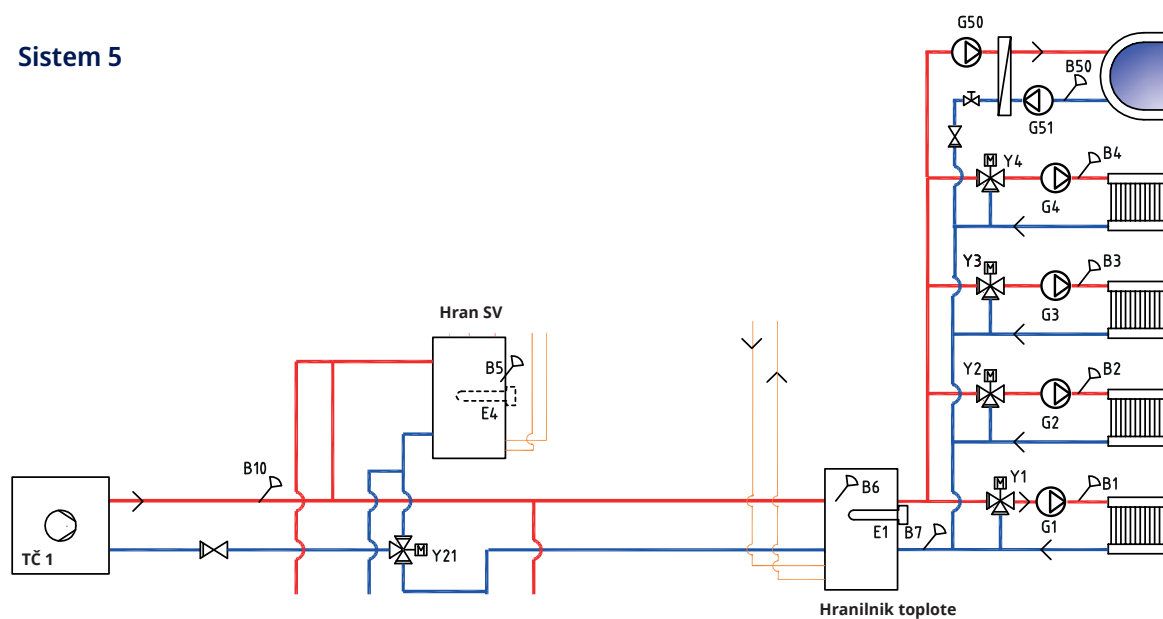 Sistem 5
G50
B50
G51
Y4
B4
G4
Y3
B3
G3
Hran SV
B5
E4
Y2
B2
G2
B10
B6
Y1
B1
E1
B7
G1
TČ 1
M
Y21
M
M
M
M
Hranilnik toplote